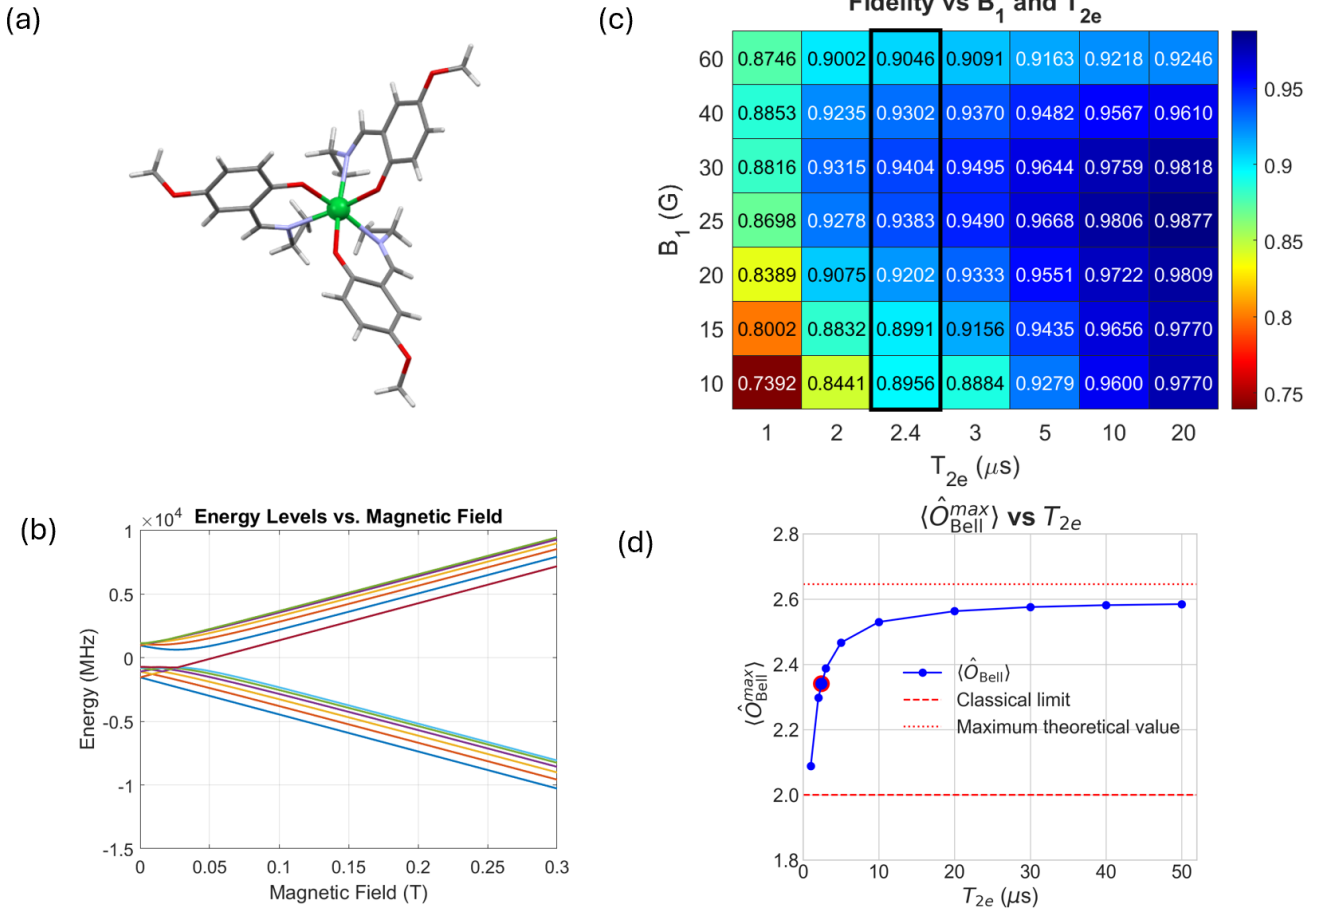 (a)
(b)
Energy Levels vs. Magnetic Field
×10⁴
1
0.5
0
-0.5
-1
-1.5
Energy (MHz)
0 0.05 0.1 0.15 0.2 0.25 0.3
Magnetic Field (T)
(c)
Fidelity vs B₁ and T₂ₑ
60 0.8746 0.9002 0.9046 0.9091 0.9163 0.9218 0.9246
40 0.8853 0.9235 0.9302 0.9370 0.9482 0.9567 0.9610
30 0.8816 0.9315 0.9404 0.9495 0.9644 0.9759 0.9818
25 0.8698 0.9278 0.9383 0.9490 0.9668 0.9806 0.9877
20 0.8389 0.9075 0.9202 0.9333 0.9551 0.9722 0.9809
15 0.8002 0.8832 0.8991 0.9156 0.9435 0.9656 0.9770
10 0.7392 0.8441 0.8956 0.8884 0.9279 0.9600 0.9770
B₁ (G)
1 2 2.4 3 5 10 20
T₂ₑ (μs)
0.95
0.9
0.85
0.8
0.75
(d)
⟨Ô_Bell^max⟩ vs T₂ₑ
2.8
2.6
2.4
2.2
2.0
1.8
⟨Ô_Bell^max⟩
⟨Ô_Bell⟩
Classical limit
Maximum theoretical value
0 10 20 30 40 50
T₂ₑ (μs)